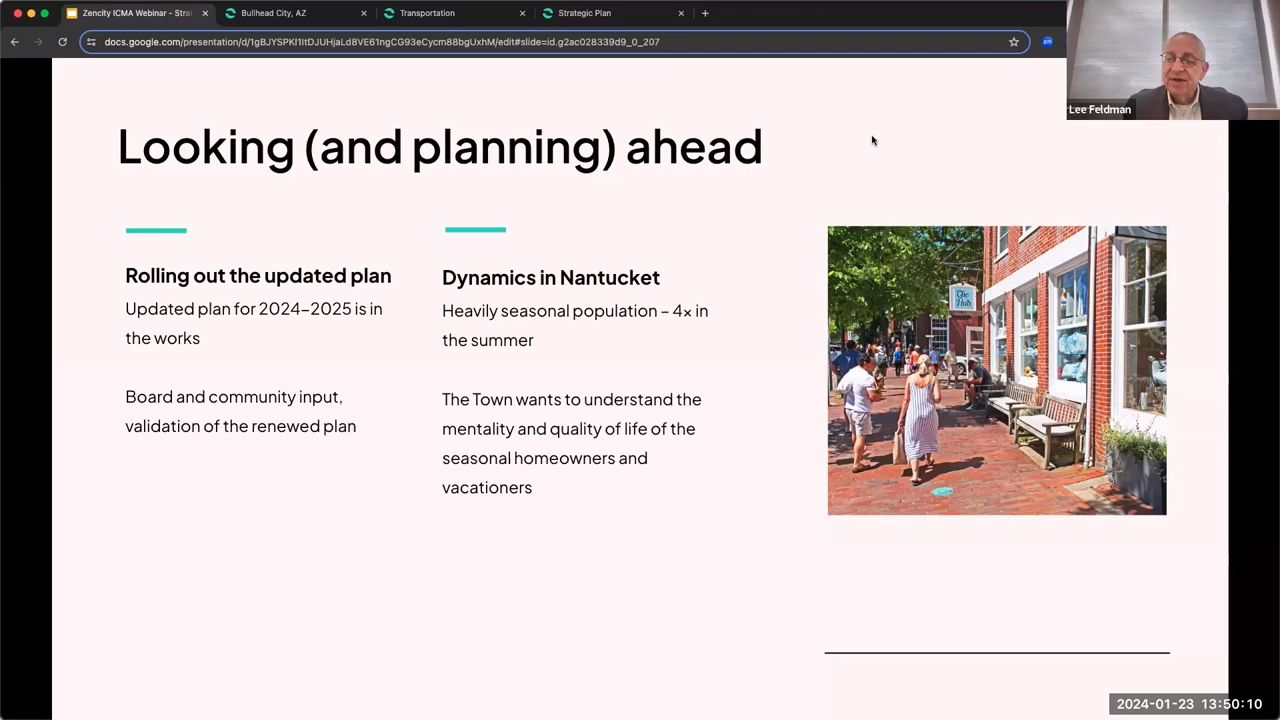 Zencity ICMA Webinar - Strat
Bullhead City, AZ
Transportation
Strategic Plan
docs.google.com/presentation/d/1gBJYSPKl1ItDJUHjaLd8VE61ngCG93eCycm88bgUxhM/edit#slide=id.g2ac028339d9_0_207
zm
Lee Feldman
Looking (and planning) ahead
Rolling out the updated plan
Updated plan for 2024–2025 is in
the works
Board and community input,
validation of the renewed plan
Dynamics in Nantucket
Heavily seasonal population – 4x in
the summer
The Town wants to understand the
mentality and quality of life of the
seasonal homeowners and
vacationers
The
Hub
2024-01-23 13:50:10